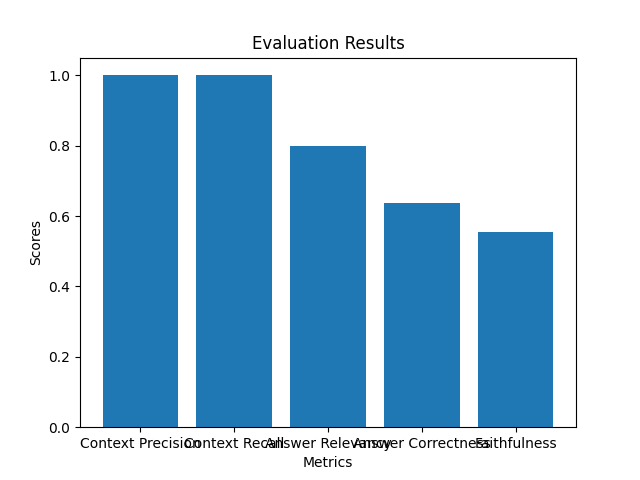 Evaluation Results
1.0
0.8
0.6
0.4
0.2
0.0
Scores
Context Precision Context Recall Answer Relevancy Answer Correctness Faithfulness
Metrics